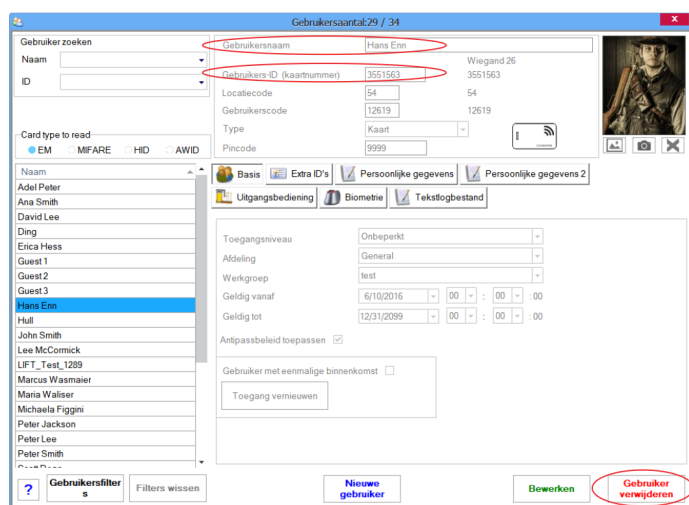 Gebruikersaantal:29 / 34
x
Gebruiker zoeken
Naam
ID
Card type to read
EM MIFARE HID AWID
Gebruikersnaam Hans Enn
Wiegand 26
Gebruikers-ID (kaartnummer) 3551563 3551563
Locatiecode 54 54
Gebruikerscode 12619 12619
Type Kaart
Pincode 9999
Naam
Adel Peter
Ana Smith
David Lee
Ding
Erica Hess
Guest 1
Guest 2
Guest 3
Hans Enn
Hull
John Smith
Lee McCormick
LIFT_Test_1289
Marcus Wasmaier
Maria Waliser
Michaela Figgini
Peter Jackson
Peter Lee
Peter Smith
Basis Extra ID's Persoonlijke gegevens Persoonlijke gegevens 2
Uitgangsbediening Biometrie Tekstlogbestand
Toegangsniveau Onbeperkt
Afdeling General
Werkgroep test
Geldig vanaf 6/10/2016 00 : 00 : 00
Geldig tot 12/31/2099 00 : 00 : 00
Antipassbeleid toepassen
Gebruiker met eenmalige binnenkomst
Toegang vernieuwen
?
Gebruikersfilter
s
Filters wissen
Nieuwe
gebruiker
Bewerken
Gebruiker
verwijderen